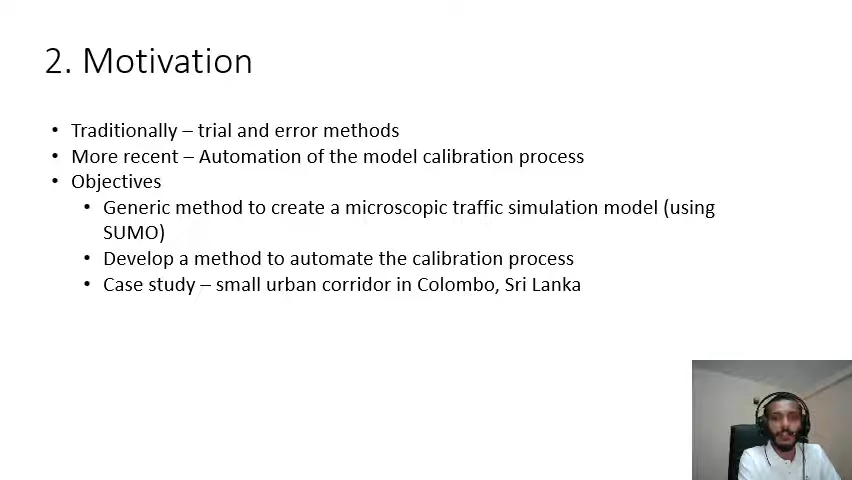 2. Motivation
• Traditionally – trial and error methods
• More recent – Automation of the model calibration process
• Objectives
• Generic method to create a microscopic traffic simulation model (using
SUMO)
• Develop a method to automate the calibration process
• Case study – small urban corridor in Colombo, Sri Lanka